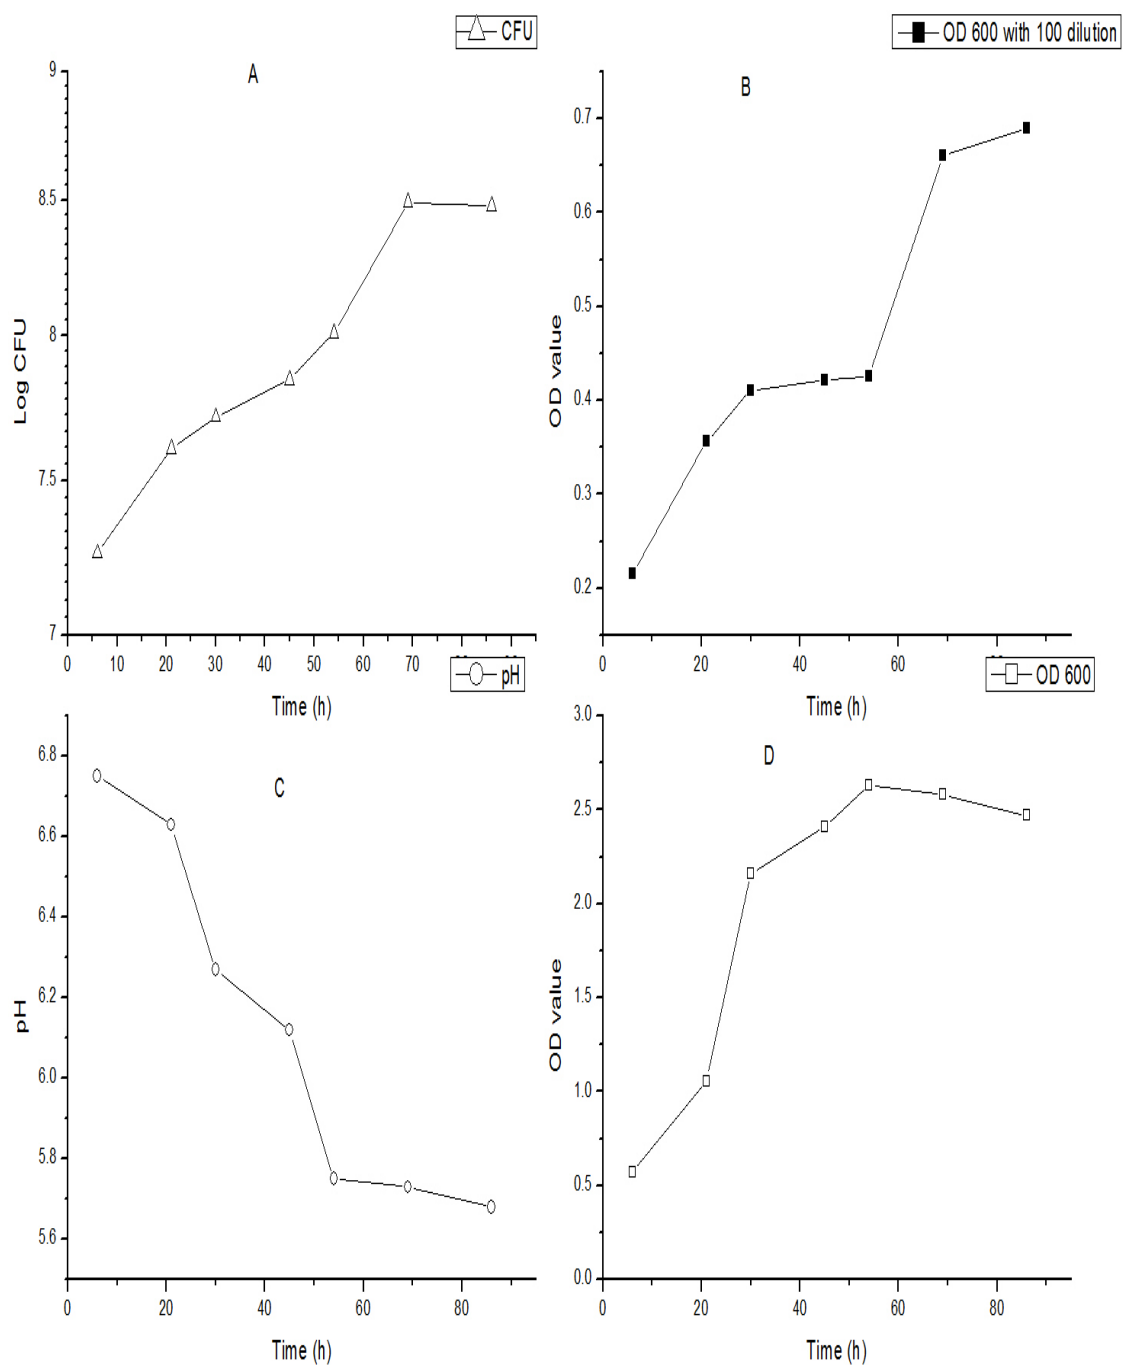 CFU
A
9
8.5
8
7.5
7
Log CFU
0 10 20 30 40 50 60 70
Time (h)
OD 600 with 100 dilution
B
0.7
0.6
0.5
0.4
0.3
0.2
OD value
0 20 40 60
Time (h)
pH
C
6.8
6.6
6.4
6.2
6.0
5.8
5.6
pH
0 20 40 60 80
Time (h)
OD 600
D
3.0
2.5
2.0
1.5
1.0
0.5
0.0
OD value
0 20 40 60 80
Time (h)